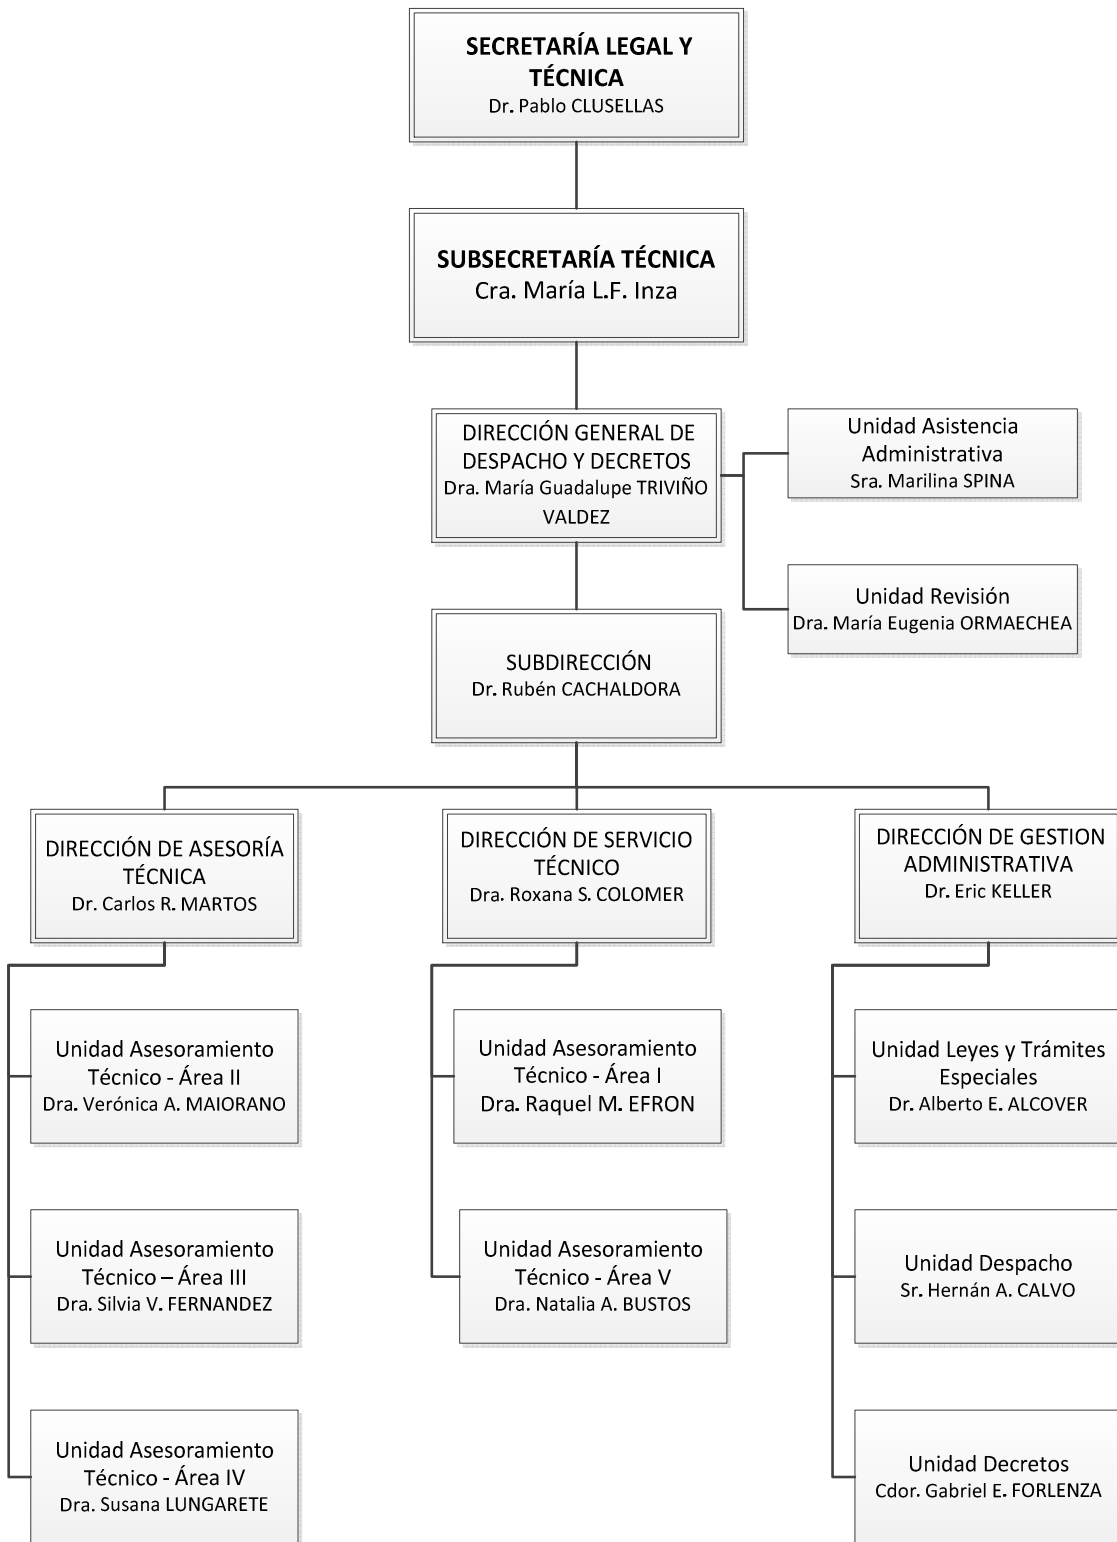 SECRETARÍA LEGAL Y
TÉCNICA
Dr. Pablo CLUSELLAS
SUBSECRETARÍA TÉCNICA
Cra. María L.F. Inza
DIRECCIÓN GENERAL DE
DESPACHO Y DECRETOS
Dra. María Guadalupe TRIVIÑO
VALDEZ
Unidad Asistencia
Administrativa
Sra. Marilina SPINA
Unidad Revisión
Dra. María Eugenia ORMAECHEA
SUBDIRECCIÓN
Dr. Rubén CACHALDORA
DIRECCIÓN DE ASESORÍA
TÉCNICA
Dr. Carlos R. MARTOS
DIRECCIÓN DE SERVICIO
TÉCNICO
Dra. Roxana S. COLOMER
DIRECCIÓN DE GESTION
ADMINISTRATIVA
Dr. Eric KELLER
Unidad Asesoramiento
Técnico - Área II
Dra. Verónica A. MAIORANO
Unidad Asesoramiento
Técnico - Área I
Dra. Raquel M. EFRON
Unidad Leyes y Trámites
Especiales
Dr. Alberto E. ALCOVER
Unidad Asesoramiento
Técnico – Área III
Dra. Silvia V. FERNANDEZ
Unidad Asesoramiento
Técnico - Área V
Dra. Natalia A. BUSTOS
Unidad Despacho
Sr. Hernán A. CALVO
Unidad Asesoramiento
Técnico - Área IV
Dra. Susana LUNGARETE
Unidad Decretos
Cdor. Gabriel E. FORLENZA